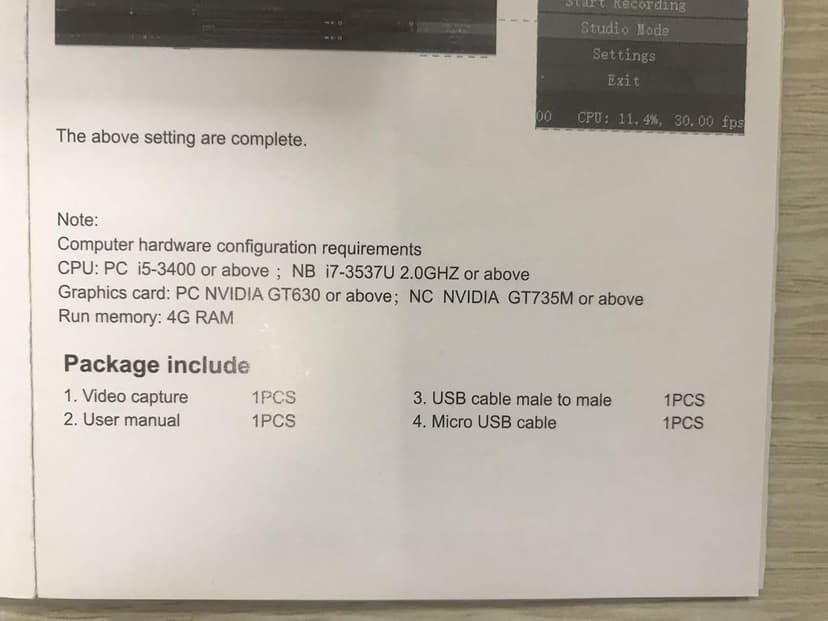 Start Recording
Studio Mode
Settings
Exit
00 CPU: 11.4%, 30.00 fps
The above setting are complete.
Note:
Computer hardware configuration requirements
CPU: PC i5-3400 or above ; NB i7-3537U 2.0GHZ or above
Graphics card: PC NVIDIA GT630 or above; NC NVIDIA GT735M or above
Run memory: 4G RAM
Package include
1. Video capture 1PCS
2. User manual 1PCS
3. USB cable male to male 1PCS
4. Micro USB cable 1PCS